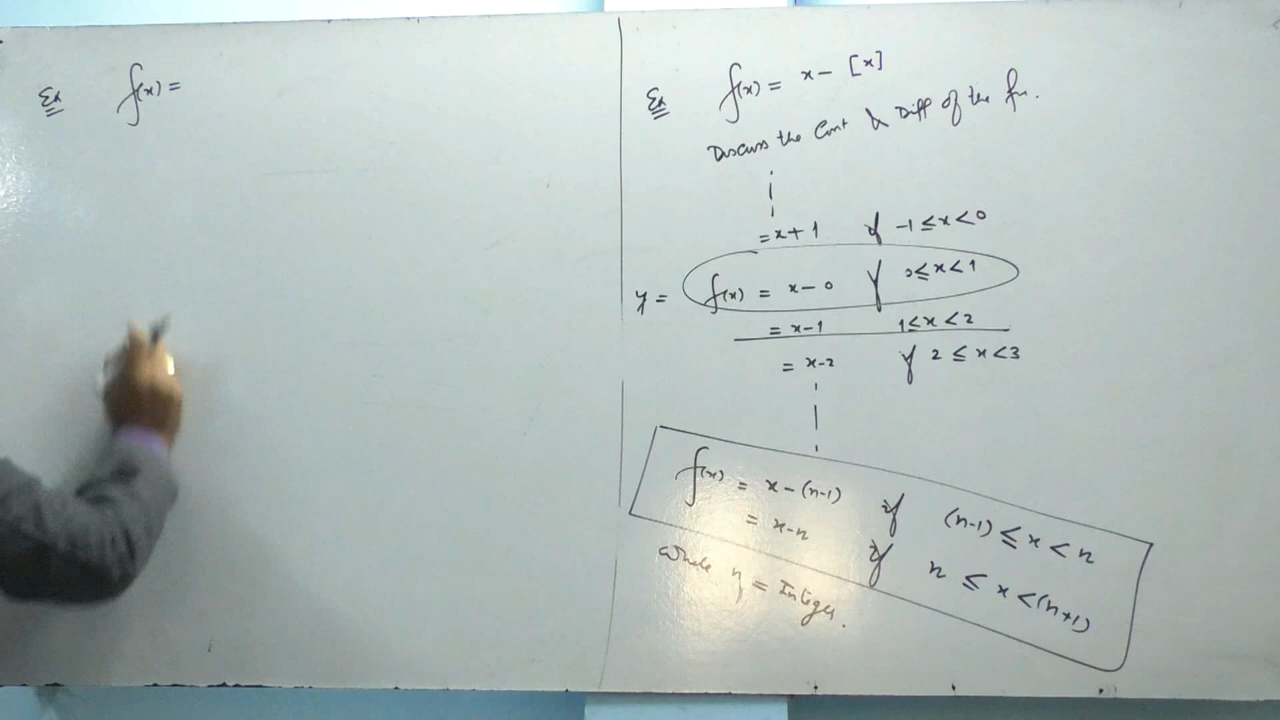 Ex f(x) =
Ex f(x) = x - [x]
Discuss the Cont & Diff of the fn.
= x+1 if -1 ≤ x < 0
y = f(x) = x - 0 if 0 ≤ x < 1
= x-1 1 ≤ x < 2
= x-2 if 2 ≤ x < 3
f(x) = x-(n-1) if (n-1) ≤ x < n
= x-n if n ≤ x < (n+1)
where n = Integer.